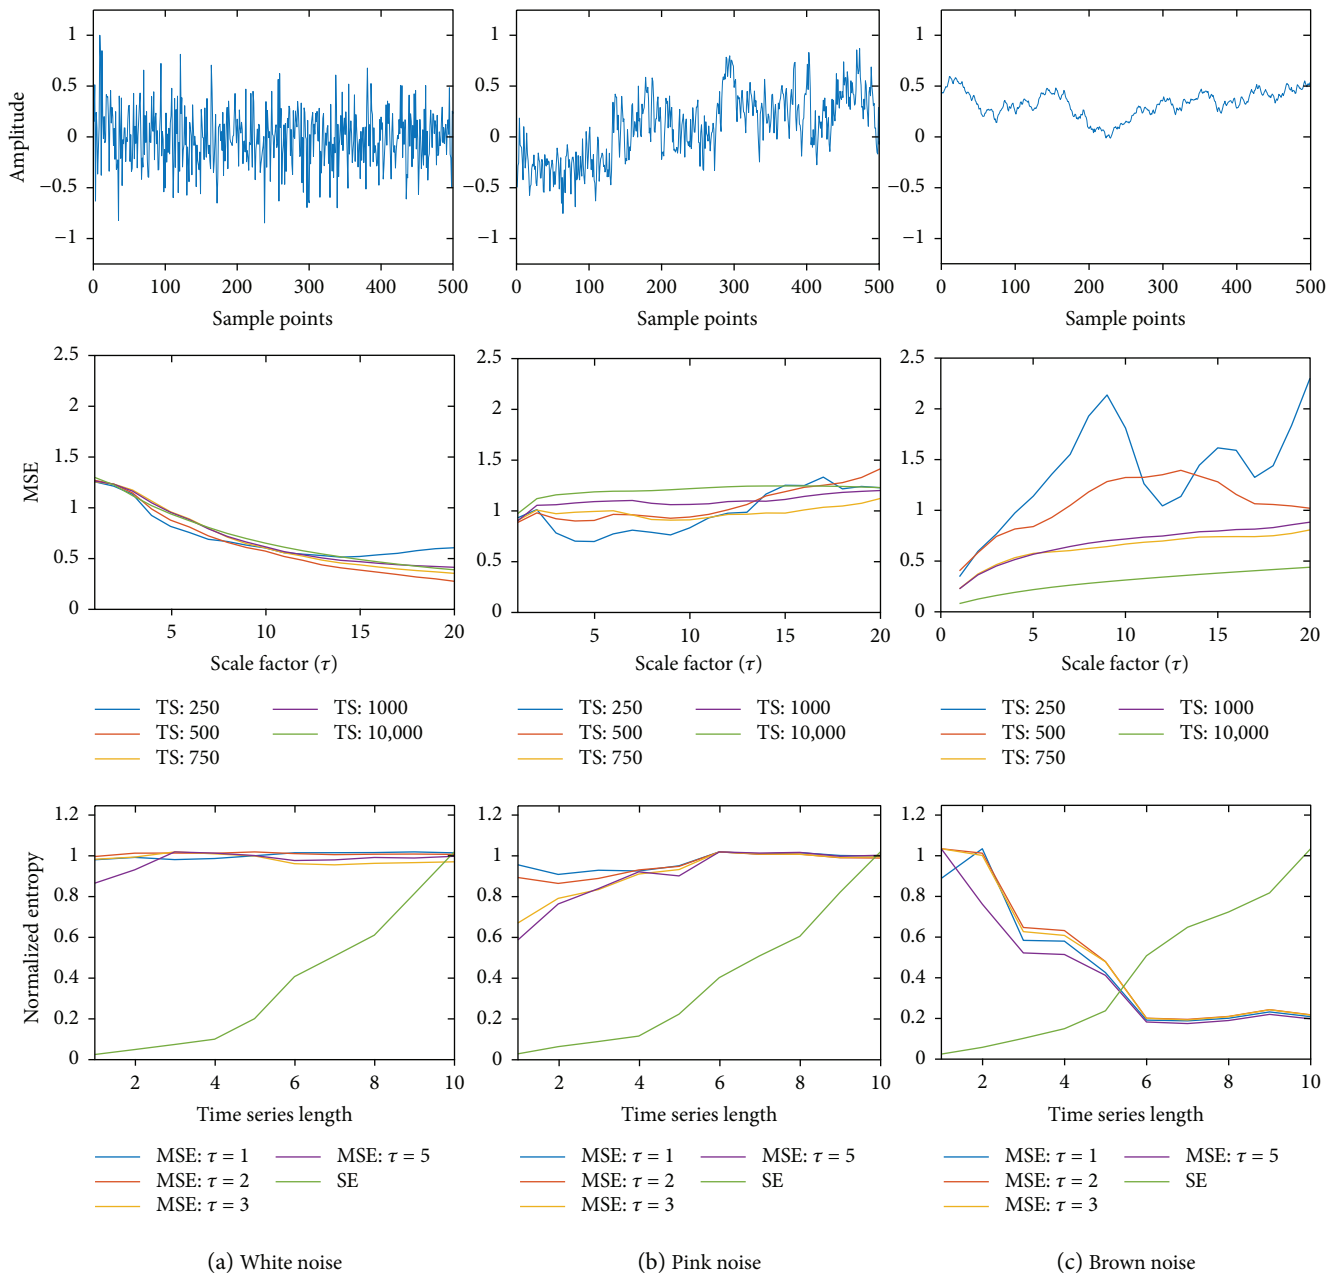 Amplitude
1
0.5
0
−0.5
−1
0 100 200 300 400 500
Sample points
1
0.5
0
−0.5
−1
0 100 200 300 400 500
Sample points
1
0.5
0
−0.5
−1
0 100 200 300 400 500
Sample points
MSE
2.5
2
1.5
1
0.5
0
5 10 15 20
Scale factor (τ)
TS: 250
TS: 500
TS: 750
TS: 1000
TS: 10,000
2.5
2
1.5
1
0.5
0
5 10 15 20
Scale factor (τ)
TS: 250
TS: 500
TS: 750
TS: 1000
TS: 10,000
2.5
2
1.5
1
0.5
0
0 5 10 15 20
Scale factor (τ)
TS: 250
TS: 500
TS: 750
TS: 1000
TS: 10,000
Normalized entropy
1.2
1
0.8
0.6
0.4
0.2
0
2 4 6 8 10
Time series length
MSE: τ = 1
MSE: τ = 2
MSE: τ = 3
MSE: τ = 5
SE
(a) White noise
1.2
1
0.8
0.6
0.4
0.2
0
2 4 6 8 10
Time series length
MSE: τ = 1
MSE: τ = 2
MSE: τ = 3
MSE: τ = 5
SE
(b) Pink noise
1.2
1
0.8
0.6
0.4
0.2
0
2 4 6 8 10
Time series length
MSE: τ = 1
MSE: τ = 2
MSE: τ = 3
MSE: τ = 5
SE
(c) Brown noise